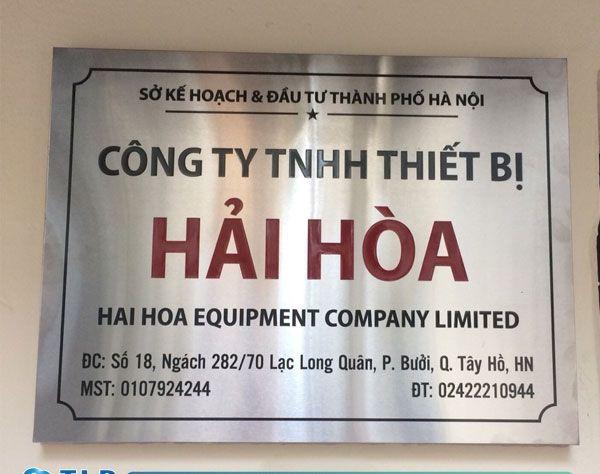 SỞ KẾ HOẠCH & ĐẦU TƯ THÀNH PHỐ HÀ NỘI
CÔNG TY TNHH THIẾT BỊ
HẢI HÒA
HAI HOA EQUIPMENT COMPANY LIMITED
ĐC: Số 18, Ngách 282/70 Lạc Long Quân, P. Bưởi, Q. Tây Hồ, HN
MST: 0107924244 ĐT: 02422210944